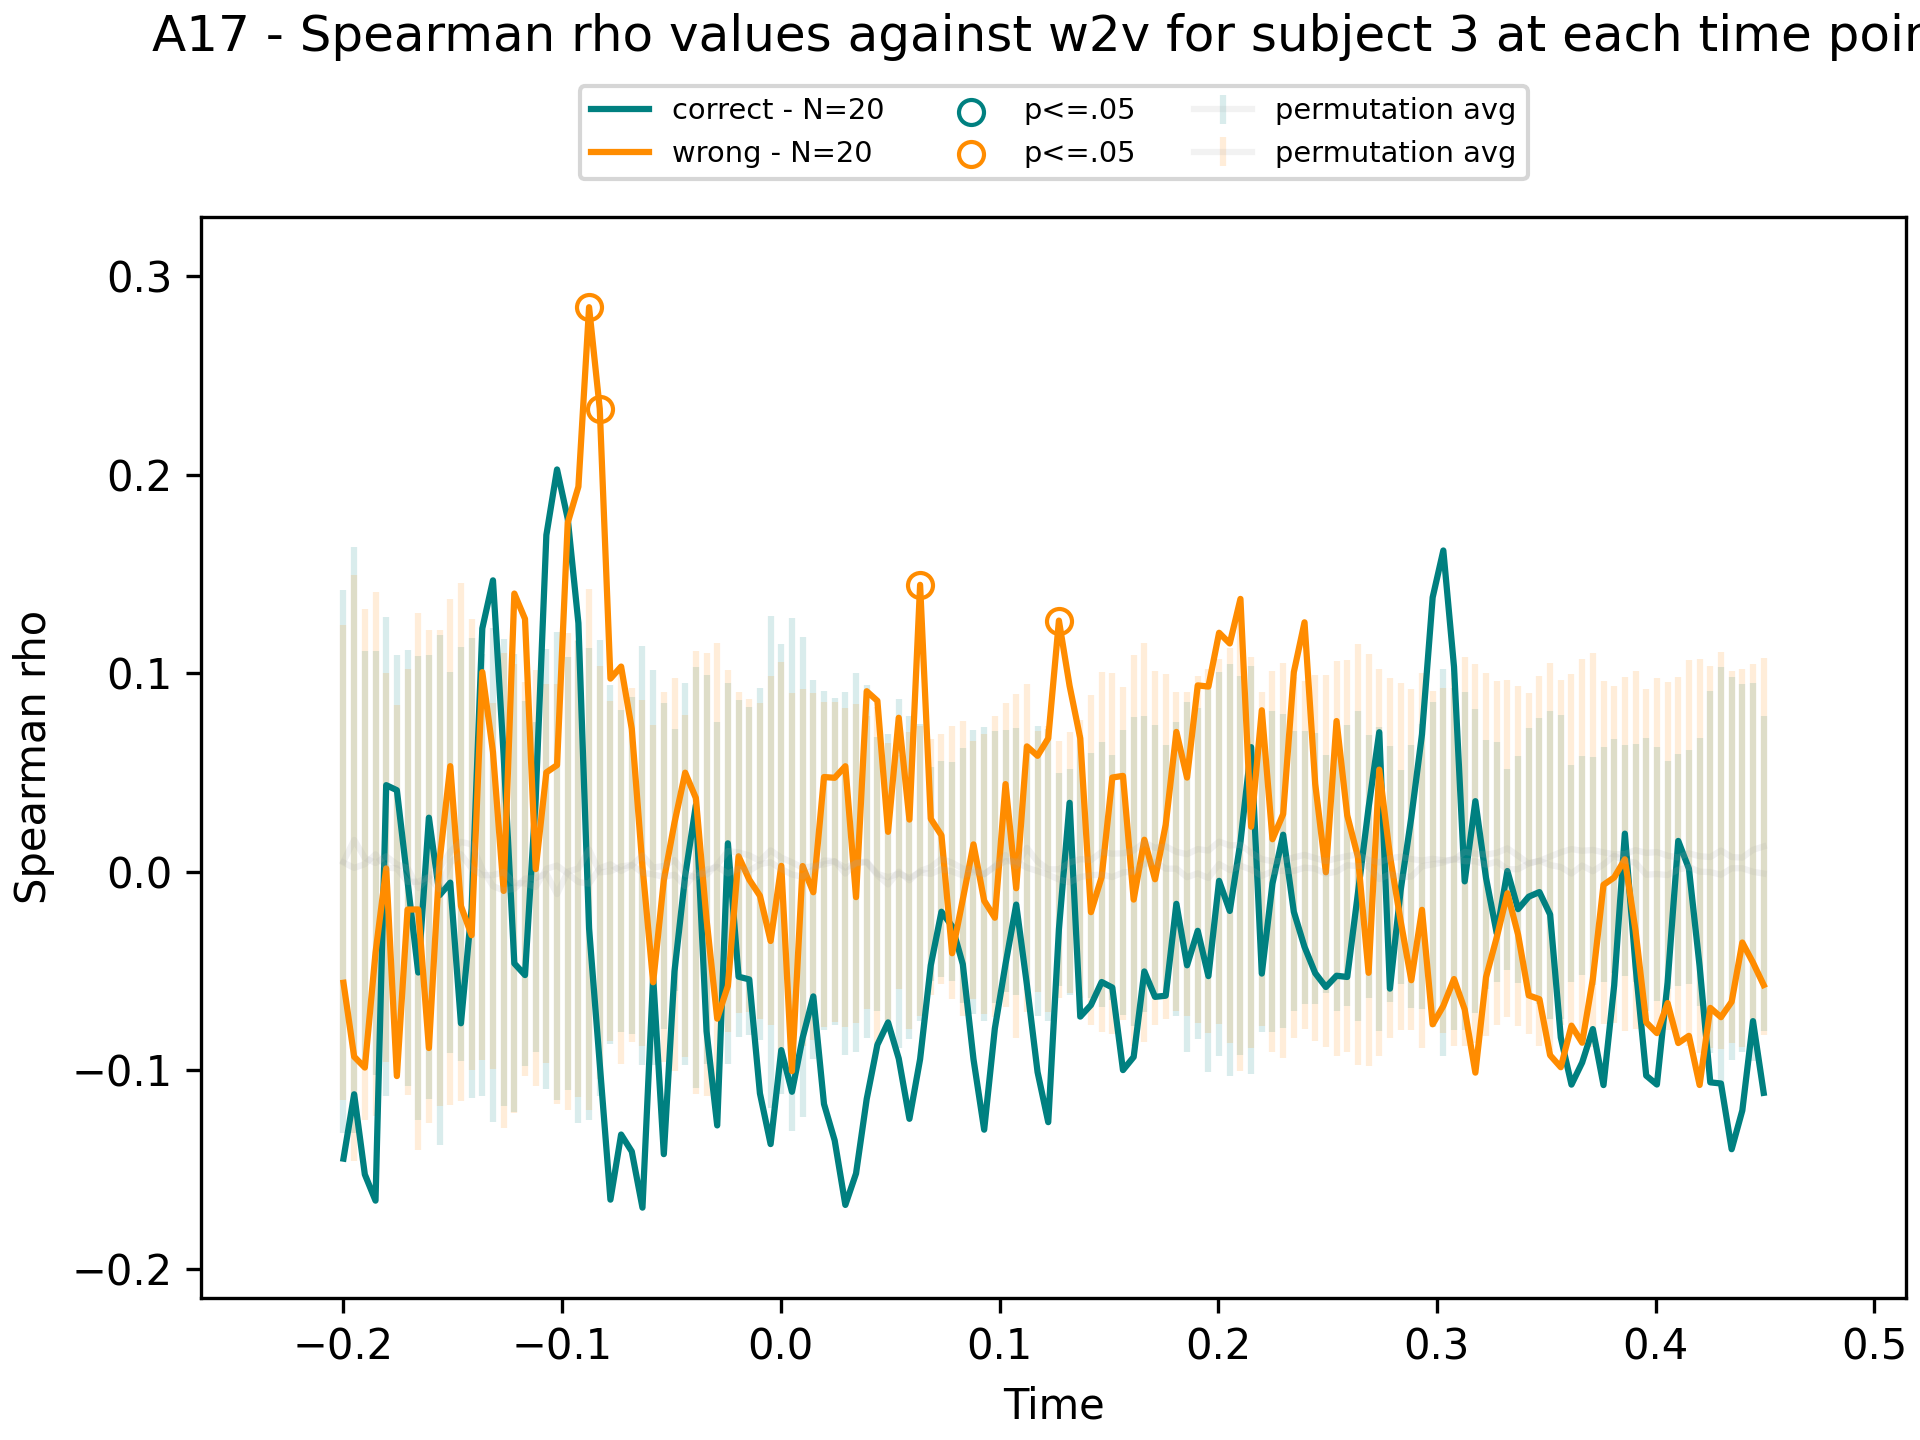 A17 - Spearman rho values against w2v for subject 3 at each time poin
correct - N=20 p<=.05 permutation avg
wrong - N=20 p<=.05 permutation avg
0.3
0.2
0.1
0.0
−0.1
−0.2
Spearman rho
−0.2 −0.1 0.0 0.1 0.2 0.3 0.4 0.5
Time